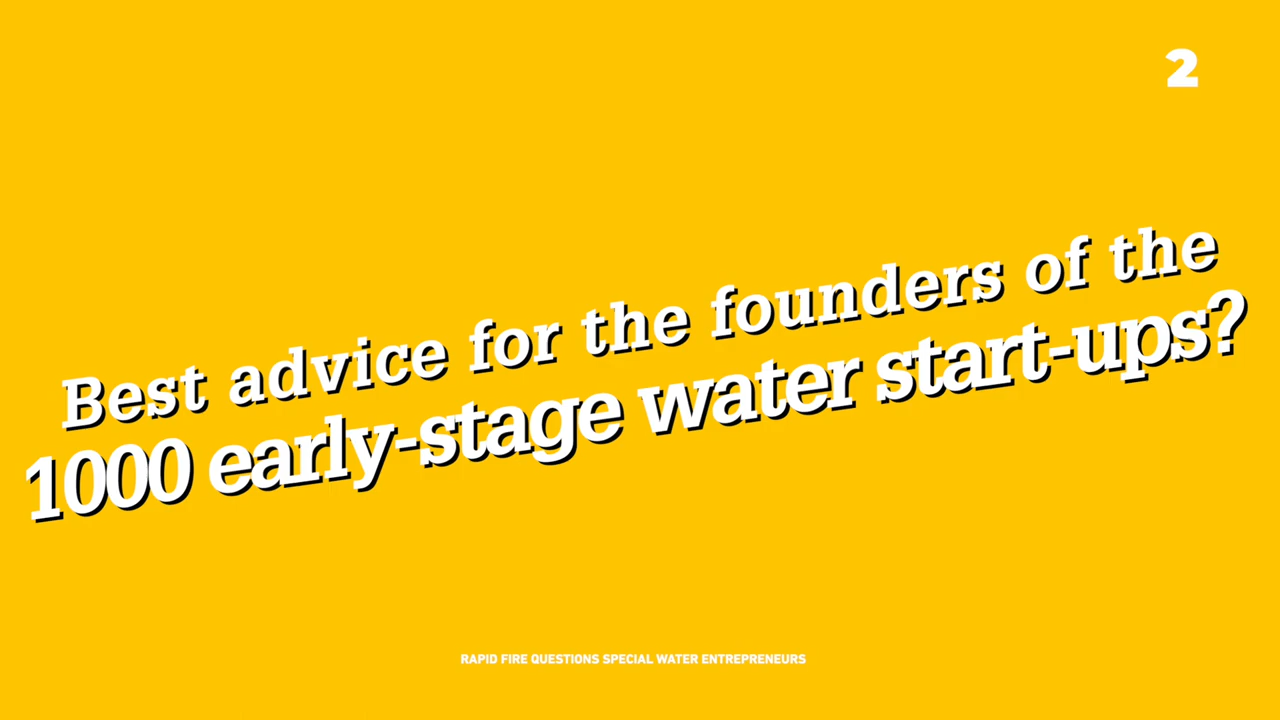 2
Best advice for the founders of the
1000 early-stage water start-ups?
RAPID FIRE QUESTIONS SPECIAL WATER ENTREPRENEURS